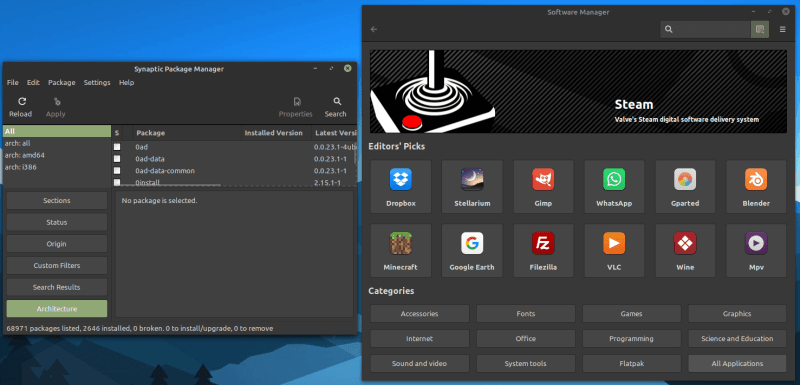 Synaptic Package Manager
File Edit Package Settings Help
Reload Apply Properties Search
All
arch: all
arch: amd64
arch: i386
S Package Installed Version Latest Versi
0ad 0.0.23.1-4ub
0ad-data 0.0.23.1-1
0ad-data-common 0.0.23.1-1
0install 2.15.1-1
Sections
Status
Origin
Custom Filters
Search Results
Architecture
No package is selected.
68971 packages listed, 2646 installed, 0 broken. 0 to install/upgrade, 0 to remove
Software Manager
Steam
Valve's Steam digital software delivery system
Editors' Picks
Dropbox Stellarium Gimp WhatsApp Gparted Blender
Minecraft Google Earth Filezilla VLC Wine Mpv
Categories
Accessories Fonts Games Graphics
Internet Office Programming Science and Education
Sound and video System tools Flatpak All Applications